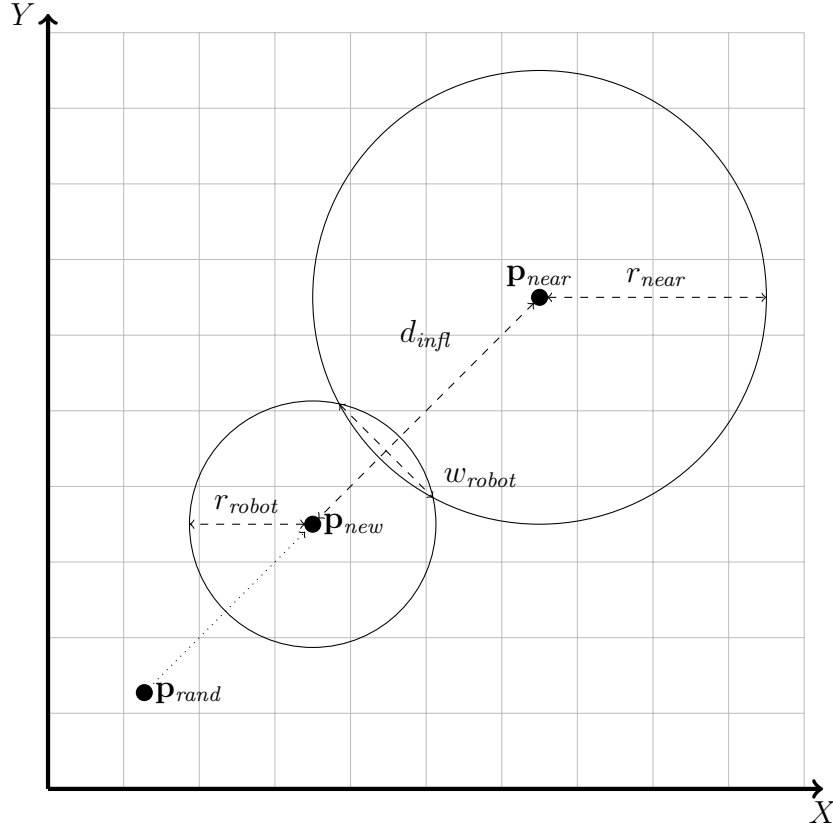 Y
p_near
r_near
d_infl
w_robot
r_robot
p_new
p_rand
X